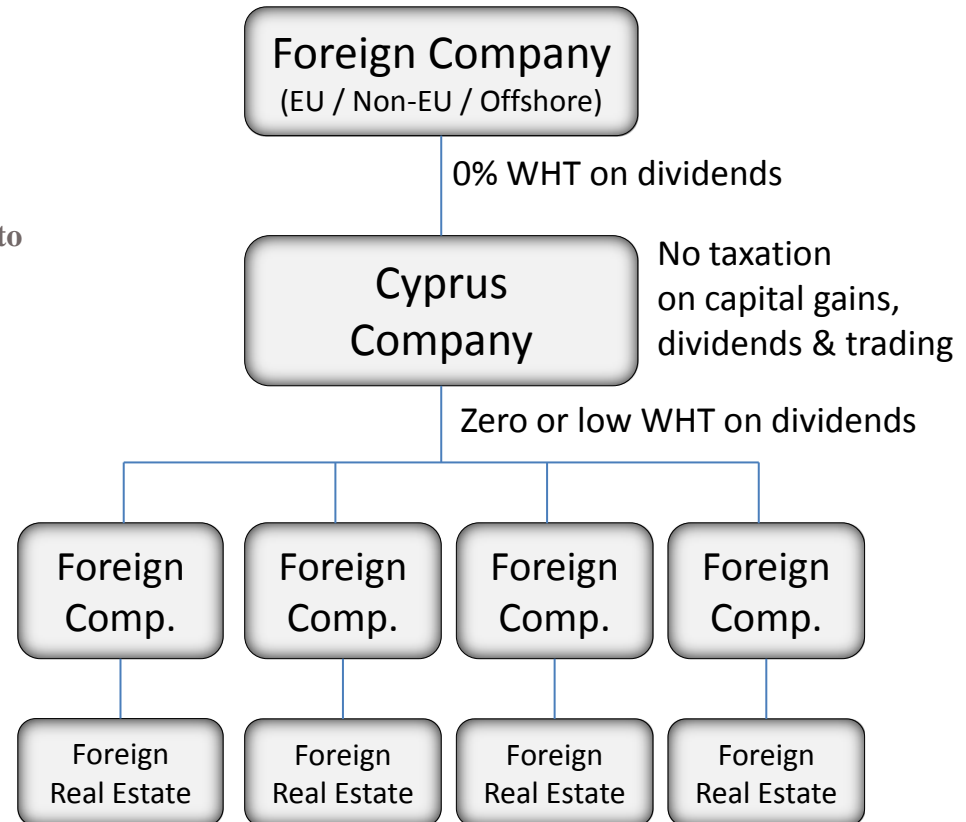 Foreign Company
(EU / Non-EU / Offshore)
0% WHT on dividends
to
Cyprus
Company
No taxation
on capital gains,
dividends & trading
Zero or low WHT on dividends
Foreign
Comp.
Foreign
Comp.
Foreign
Comp.
Foreign
Comp.
Foreign
Real Estate
Foreign
Real Estate
Foreign
Real Estate
Foreign
Real Estate